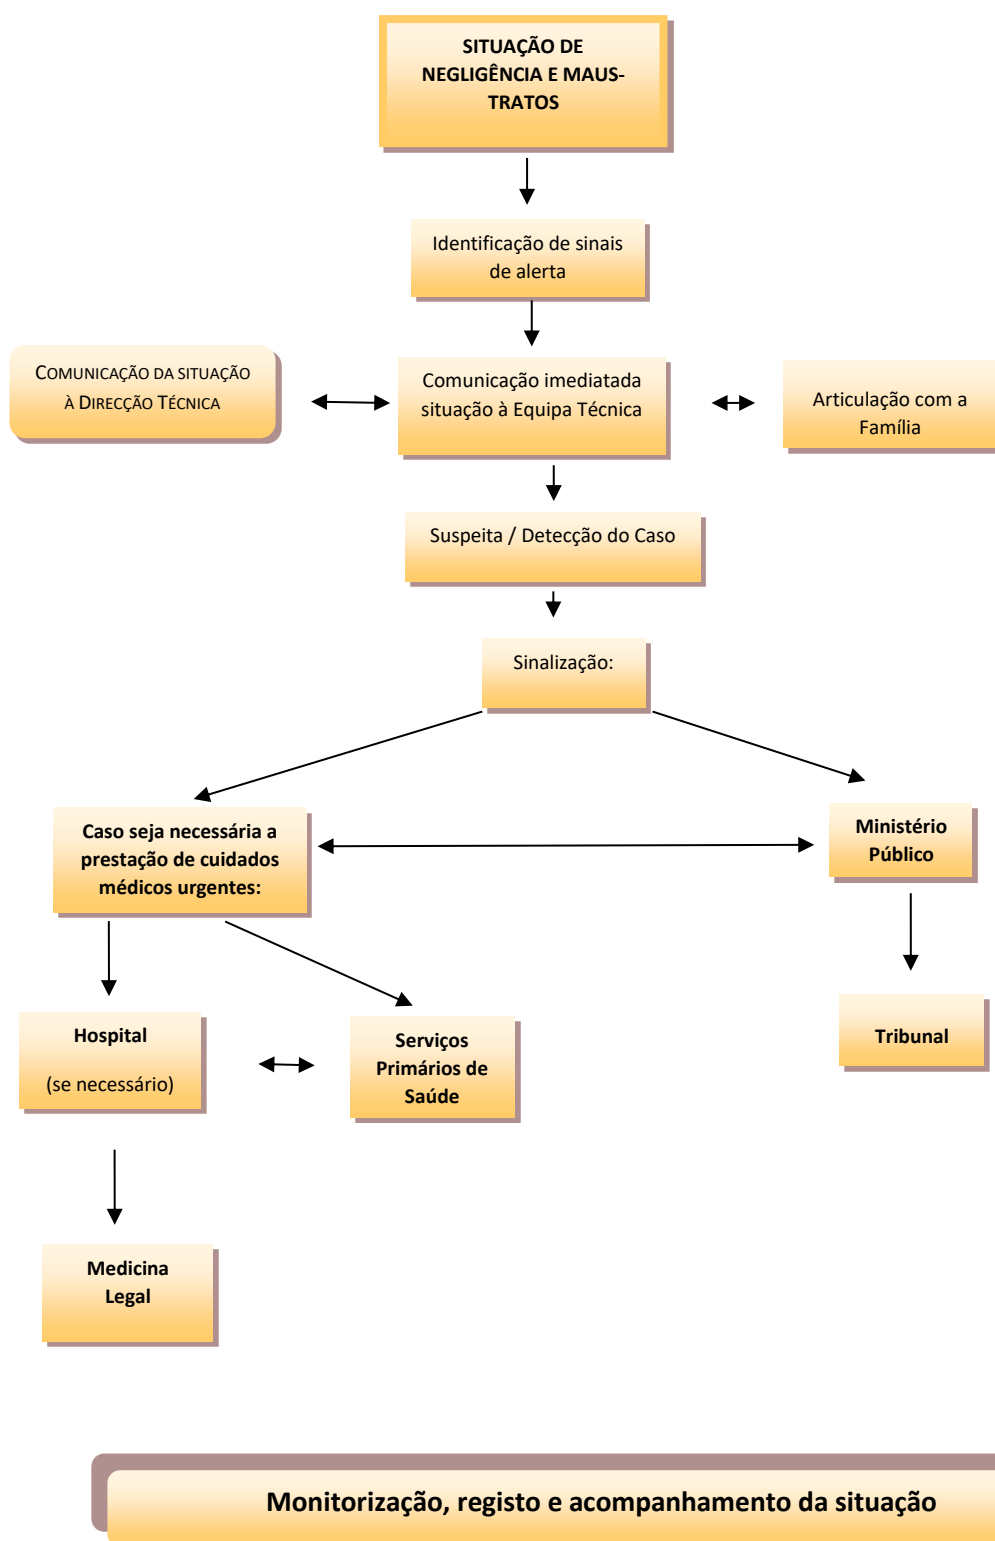 SITUAÇÃO DE
NEGLIGÊNCIA E MAUS-
TRATOS
Identificação de sinais
de alerta
COMUNICAÇÃO DA SITUAÇÃO
À DIRECÇÃO TÉCNICA
Comunicação imediatada
situação à Equipa Técnica
Articulação com a
Família
Suspeita / Detecção do Caso
Sinalização:
Caso seja necessária a
prestação de cuidados
médicos urgentes:
Ministério
Público
Hospital
(se necessário)
Serviços
Primários de
Saúde
Tribunal
Medicina
Legal
Monitorização, registo e acompanhamento da situação